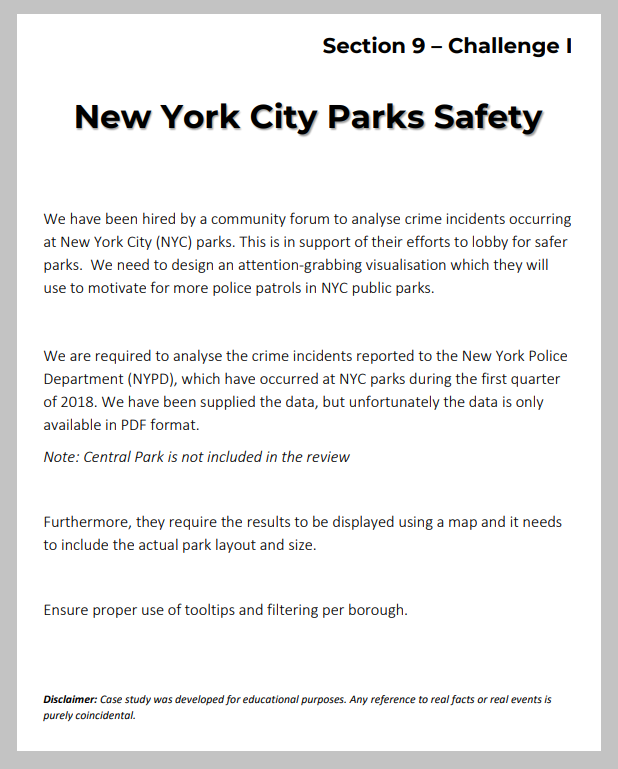 Section 9 – Challenge I
New York City Parks Safety
We have been hired by a community forum to analyse crime incidents occurring
at New York City (NYC) parks. This is in support of their efforts to lobby for safer
parks.  We need to design an attention-grabbing visualisation which they will
use to motivate for more police patrols in NYC public parks.
We are required to analyse the crime incidents reported to the New York Police
Department (NYPD), which have occurred at NYC parks during the first quarter
of 2018. We have been supplied the data, but unfortunately the data is only
available in PDF format.
Note: Central Park is not included in the review
Furthermore, they require the results to be displayed using a map and it needs
to include the actual park layout and size.
Ensure proper use of tooltips and filtering per borough.
Disclaimer: Case study was developed for educational purposes. Any reference to real facts or real events is
purely coincidental.